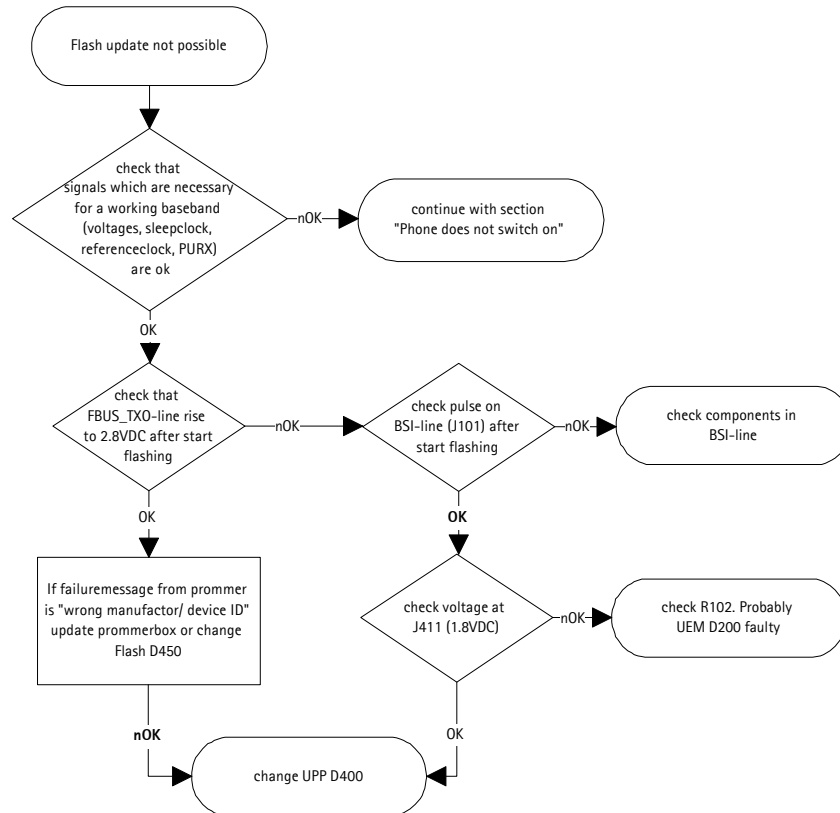 Flash update not possible
check that
signals which are necessary
for a working baseband
(voltages, sleepclock,
referenceclock, PURX)
are ok
nOK
continue with section
"Phone does not switch on"
OK
check that
FBUS_TXO-line rise
to 2.8VDC after start
flashing
nOK
check pulse on
BSI-line (J101) after
start flashing
nOK
check components in
BSI-line
OK
OK
If failuremessage from prommer
is "wrong manufactor/ device ID"
update prommerbox or change
Flash D450
check voltage at
J411 (1.8VDC)
nOK
check R102. Probably
UEM D200 faulty
nOK
OK
change UPP D400